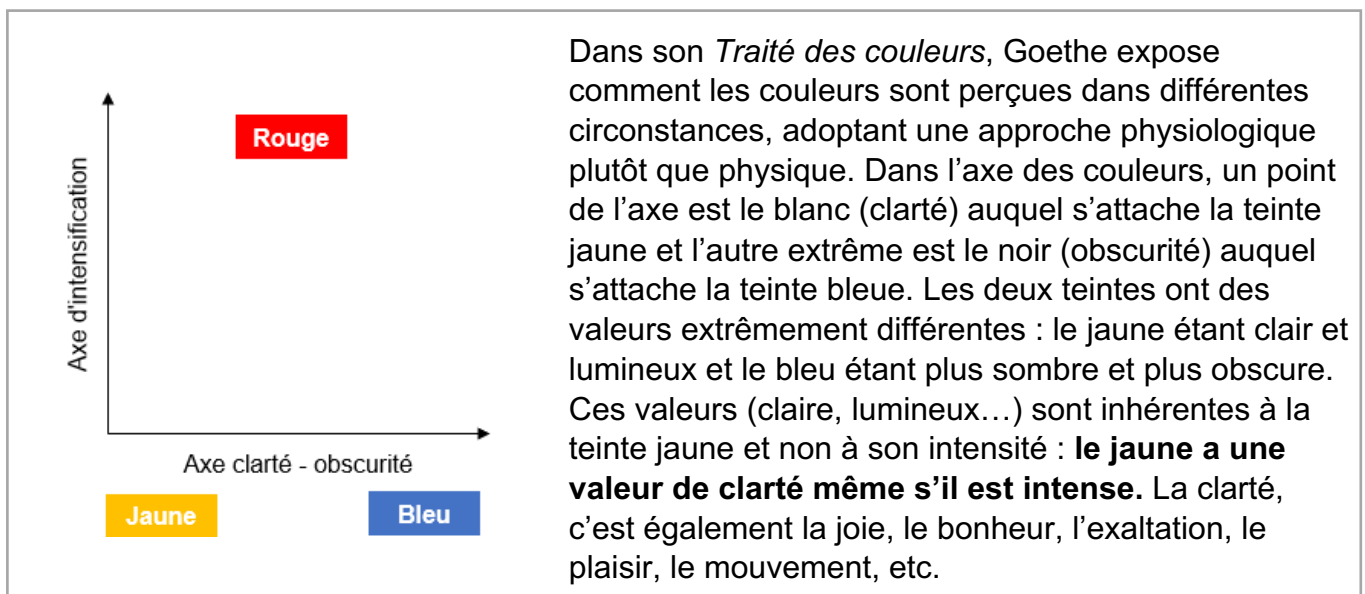 Dans son Traité des couleurs, Goethe expose
comment les couleurs sont perçues dans différentes
circonstances, adoptant une approche physiologique
plutôt que physique. Dans l’axe des couleurs, un point
de l’axe est le blanc (clarté) auquel s’attache la teinte
jaune et l’autre extrême est le noir (obscurité) auquel
s’attache la teinte bleue. Les deux teintes ont des
valeurs extrêmement différentes : le jaune étant clair et
lumineux et le bleu étant plus sombre et plus obscure.
Ces valeurs (claire, lumineux…) sont inhérentes à la
teinte jaune et non à son intensité : le jaune a une
valeur de clarté même s’il est intense. La clarté,
c’est également la joie, le bonheur, l’exaltation, le
plaisir, le mouvement, etc.
Rouge
Axe d'intensification
Axe clarté - obscurité
Jaune
Bleu